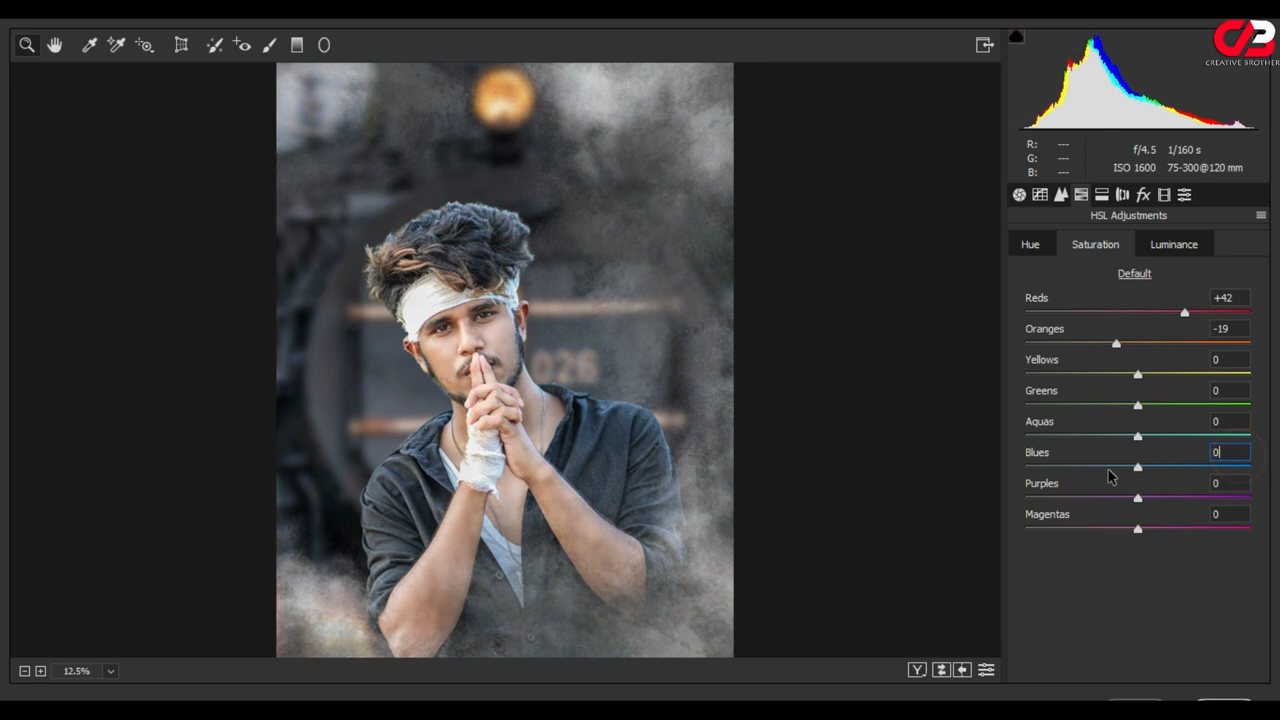 CREATIVE BROTHER
R: ---
G: ---
B: ---
f/4.5 1/160 s
ISO 1600 75-300@120 mm
fx
HSL Adjustments
Hue Saturation Luminance
Default
Reds +42
Oranges -19
Yellows 0
Greens 0
Aquas 0
Blues 0
Purples 0
Magentas 0
026
12.5%
Y